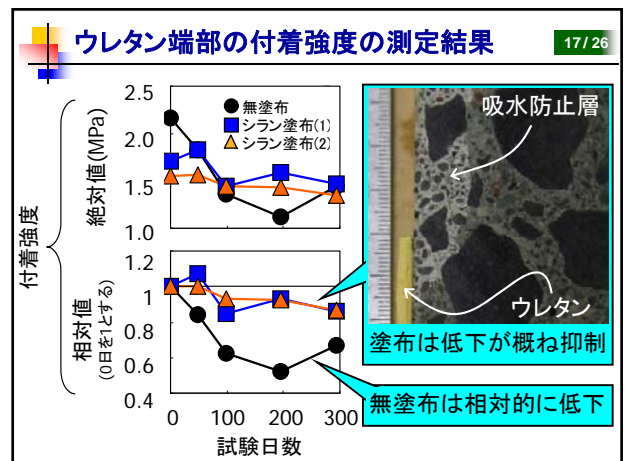 ウレタン端部の付着強度の測定結果
17/26
付着強度
絶対値(MPa)
2.5
2.0
1.5
1.0
無塗布
シラン塗布(1)
シラン塗布(2)
相対値
(0日を1とする)
1.2
1
0.8
0.6
0.4
0
100
200
300
試験日数
吸水防止層
ウレタン
塗布は低下が概ね抑制
無塗布は相対的に低下